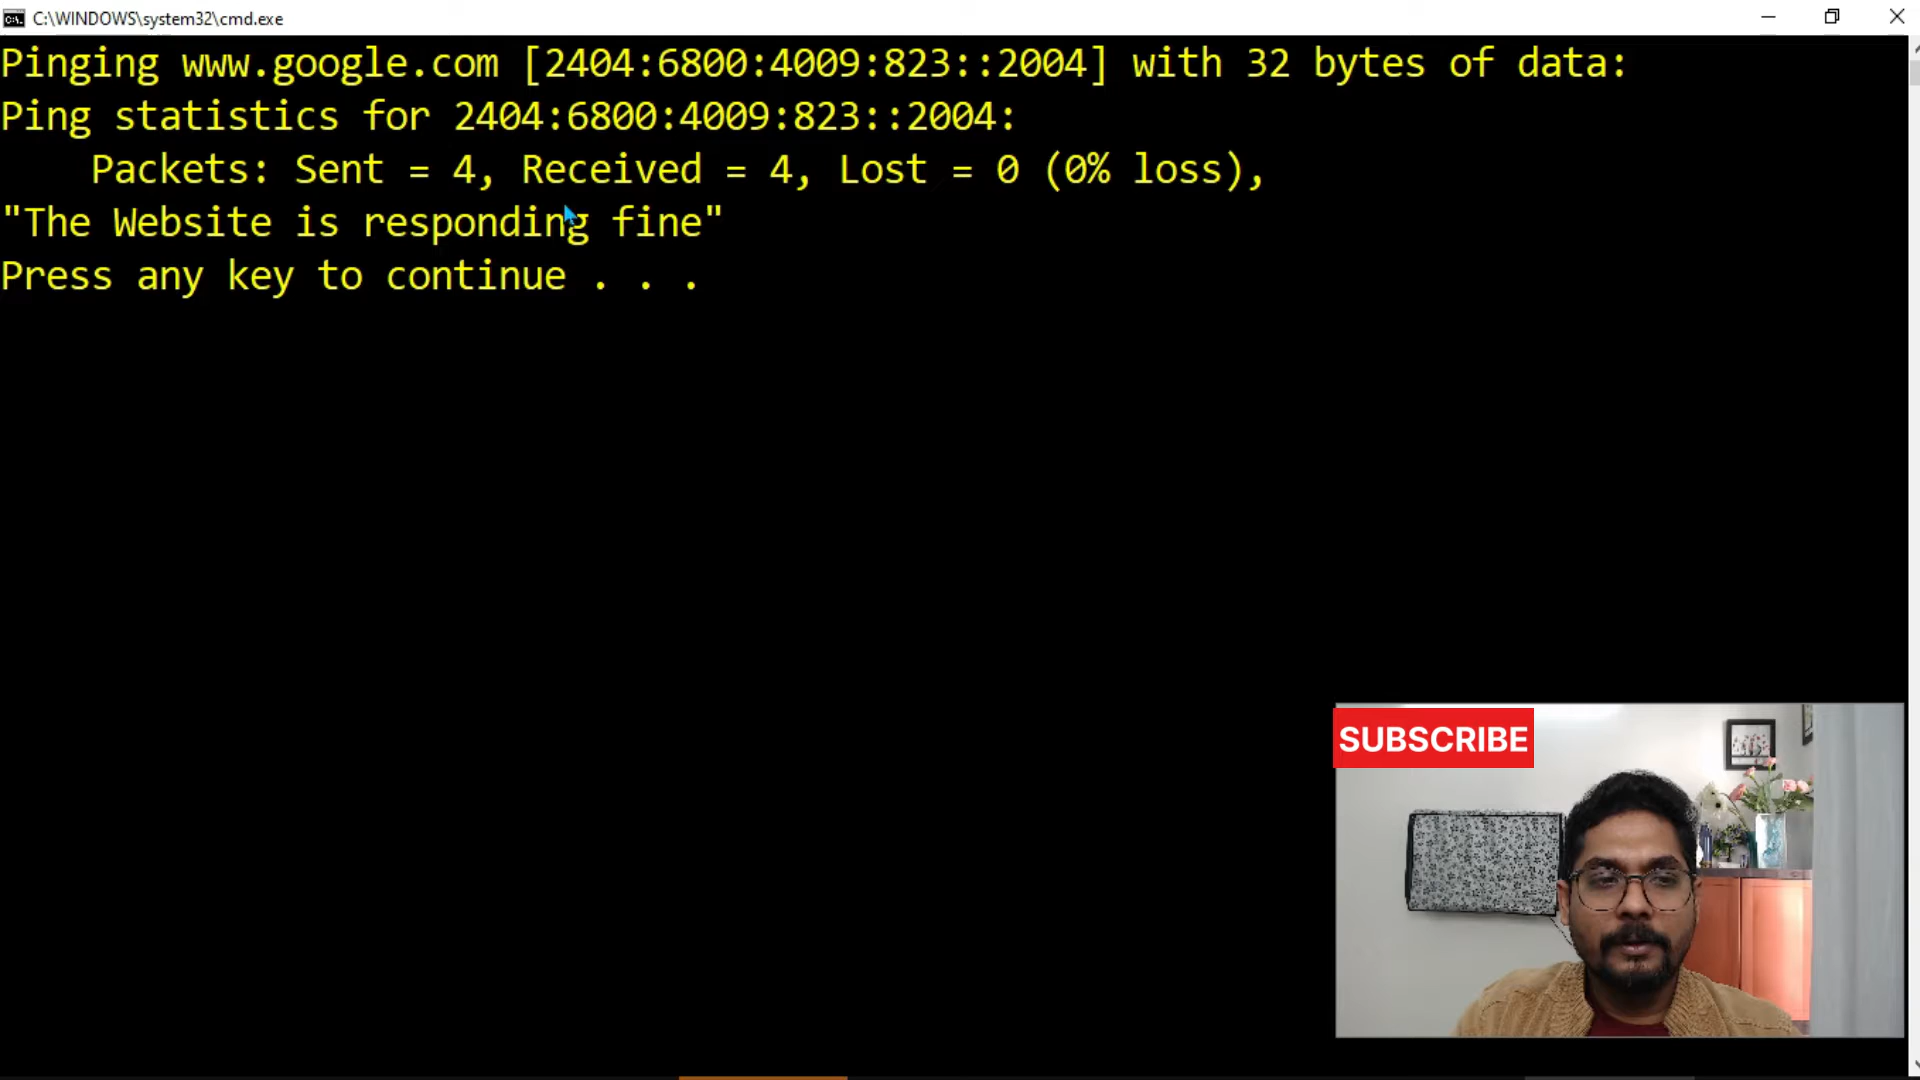 C:\WINDOWS\system32\cmd.exe
Pinging www.google.com [2404:6800:4009:823::2004] with 32 bytes of data:
Ping statistics for 2404:6800:4009:823::2004:
    Packets: Sent = 4, Received = 4, Lost = 0 (0% loss),
"The Website is responding fine"
Press any key to continue . . .
SUBSCRIBE